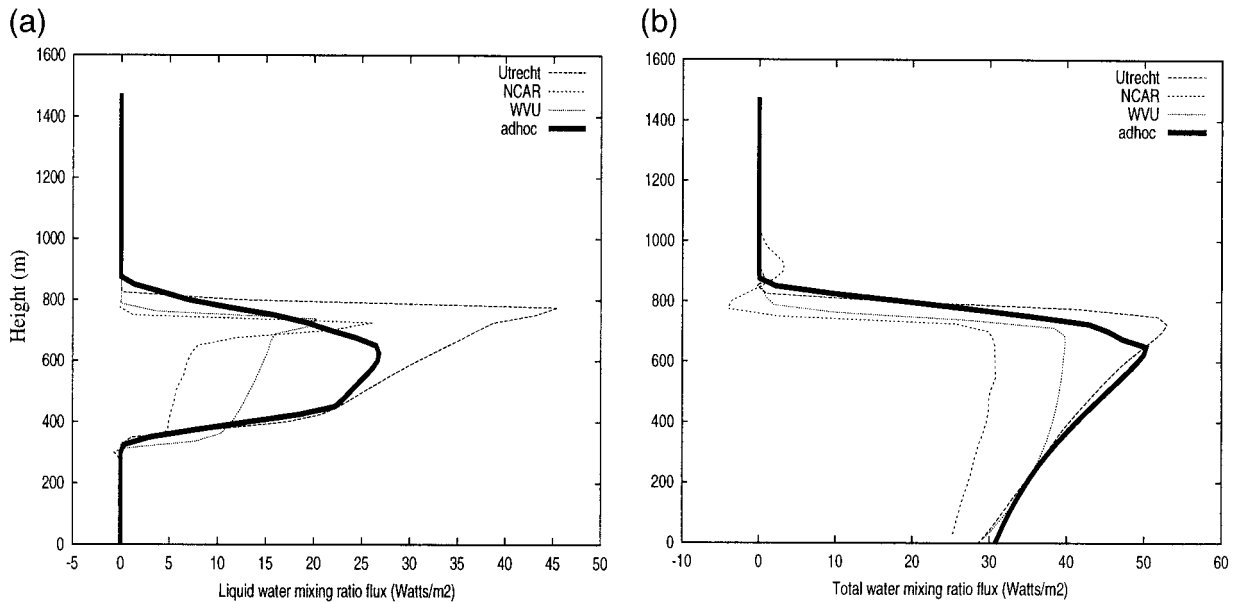 (a)
1600
1400
1200
1000
800
600
400
200
0
Height (m)
-5
0
5
10
15
20
25
30
35
40
45
50
Liquid water mixing ratio flux (Watts/m2)
Utrecht
NCAR
WVU
adhoc
(b)
1600
1400
1200
1000
800
600
400
200
0
-10
0
10
20
30
40
50
60
Total water mixing ratio flux (Watts/m2)
Utrecht
NCAR
WVU
adhoc